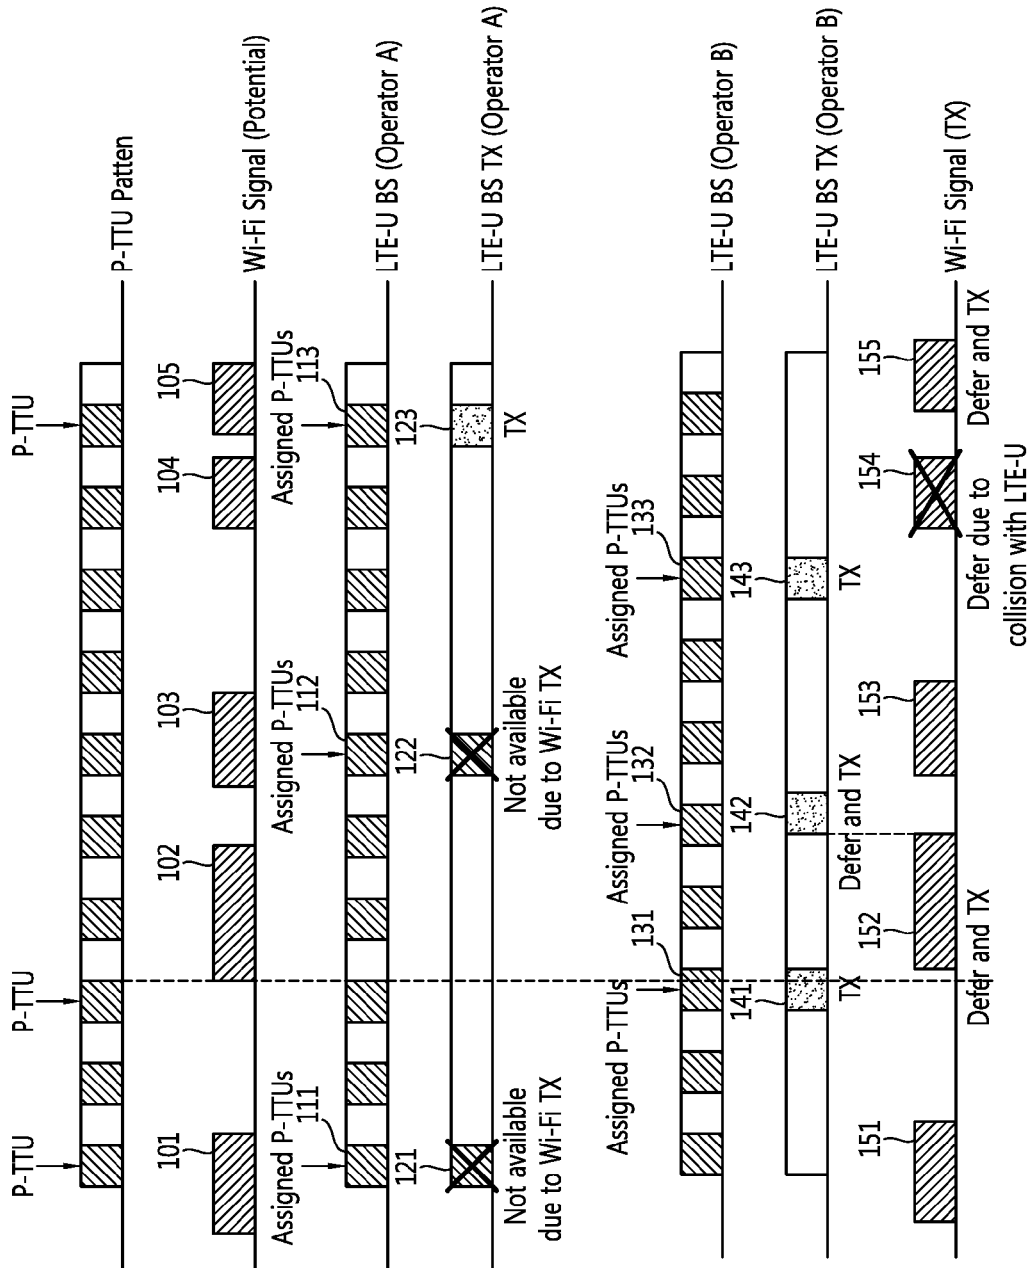 P-TTU
P-TTU
P-TTU
P-TTU Patten
101
102
103
104
105
Wi-Fi Signal (Potential)
Assigned P-TTUs
111
Assigned P-TTUs
112
Assigned P-TTUs
113
LTE-U BS (Operator A)
121
122
123
LTE-U BS TX (Operator A)
Not available
due to Wi-Fi TX
Not available
due to Wi-Fi TX
TX
Assigned P-TTUs
131
Assigned P-TTUs
132
Assigned P-TTUs
133
LTE-U BS (Operator B)
141
142
143
LTE-U BS TX (Operator B)
TX
Defer and TX
TX
151
152
153
154
155
Wi-Fi Signal (TX)
Defer and TX
Defer due to
collision with LTE-U
Defer and TX